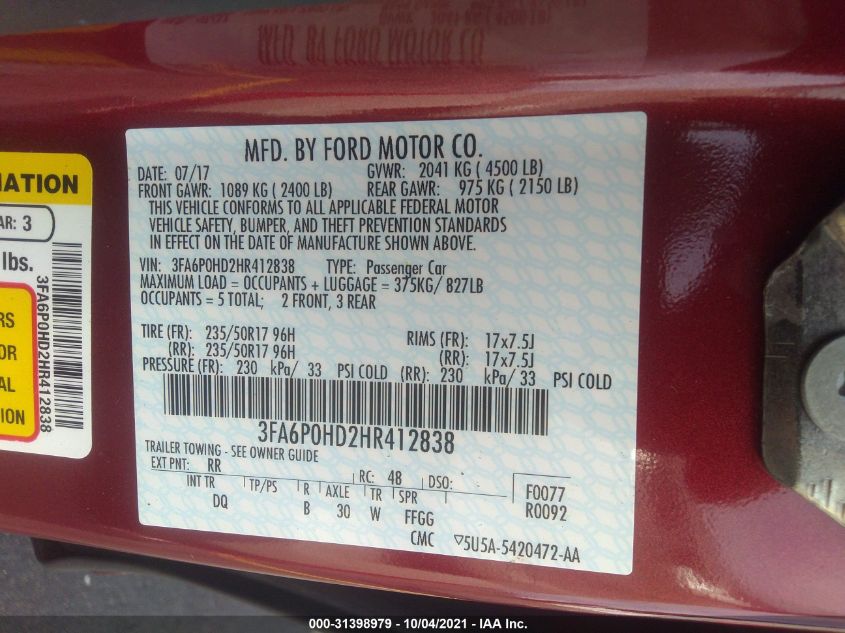 MFD. BY FORD MOTOR CO.
DATE: 07/17 GVWR: 2041 KG ( 4500 LB)
FRONT GAWR: 1089 KG ( 2400 LB) REAR GAWR: 975 KG ( 2150 LB)
THIS VEHICLE CONFORMS TO ALL APPLICABLE FEDERAL MOTOR
VEHICLE SAFETY, BUMPER, AND THEFT PREVENTION STANDARDS
IN EFFECT ON THE DATE OF MANUFACTURE SHOWN ABOVE.
VIN: 3FA6P0HD2HR412838 TYPE: Passenger Car
MAXIMUM LOAD = OCCUPANTS + LUGGAGE = 375KG/ 827LB
OCCUPANTS = 5 TOTAL; 2 FRONT, 3 REAR
TIRE (FR): 235/50R17 96H RIMS (FR): 17x7.5J
(RR): 235/50R17 96H (RR): 17x7.5J
PRESSURE (FR): 230 kPa/ 33 PSI COLD (RR): 230 kPa/ 33 PSI COLD
3FA6P0HD2HR412838
TRAILER TOWING - SEE OWNER GUIDE
EXT PNT: RR RC: 48 DSO: F0077
INT TR TP/PS R AXLE TR SPR R0092
DQ B 30 W FFGG
CMC ▽5U5A-5420472-AA
MATION
AR: 3
lbs.
RS
OR
AL
ION
3FA6P0HD2HR412838
000-31398979 - 10/04/2021 - IAA Inc.